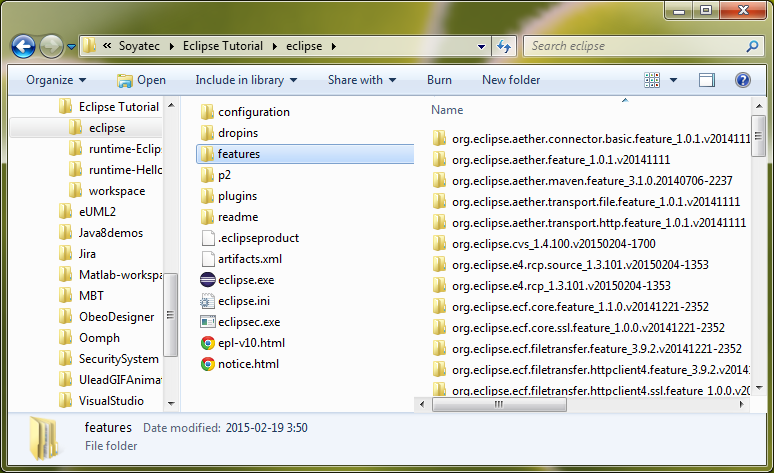 « Soyatec Eclipse Tutorial eclipse Search eclipse
Organize Open Include in library Share with Burn New folder
Eclipse Tutorial
eclipse
runtime-Eclip
runtime-Hello
workspace
eUML2
Java8demos
Jira
Matlab-workspa
MBT
ObeoDesigner
Oomph
SecuritySystem
UleadGIFAnimat
VisualStudio
configuration
dropins
features
p2
plugins
readme
.eclipseproduct
artifacts.xml
eclipse.exe
eclipse.ini
eclipsec.exe
epl-v10.html
notice.html
Name
org.eclipse.aether.connector.basic.feature_1.0.1.v20141111
org.eclipse.aether.feature_1.0.1.v20141111
org.eclipse.aether.maven.feature_3.1.0.20140706-2237
org.eclipse.aether.transport.file.feature_1.0.1.v20141111
org.eclipse.aether.transport.http.feature_1.0.1.v20141111
org.eclipse.cvs_1.4.100.v20150204-1700
org.eclipse.e4.rcp.source_1.3.101.v20150204-1353
org.eclipse.e4.rcp_1.3.101.v20150204-1353
org.eclipse.ecf.core.feature_1.1.0.v20141221-2352
org.eclipse.ecf.core.ssl.feature_1.0.0.v20141221-2352
org.eclipse.ecf.filetransfer.feature_3.9.2.v20141221-2352
org.eclipse.ecf.filetransfer.httpclient4.feature_3.9.2.v2014
org.eclipse.ecf.filetransfer.httpclient4.ssl.feature_1.0.0.v20
features Date modified: 2015-02-19 3:50
File folder